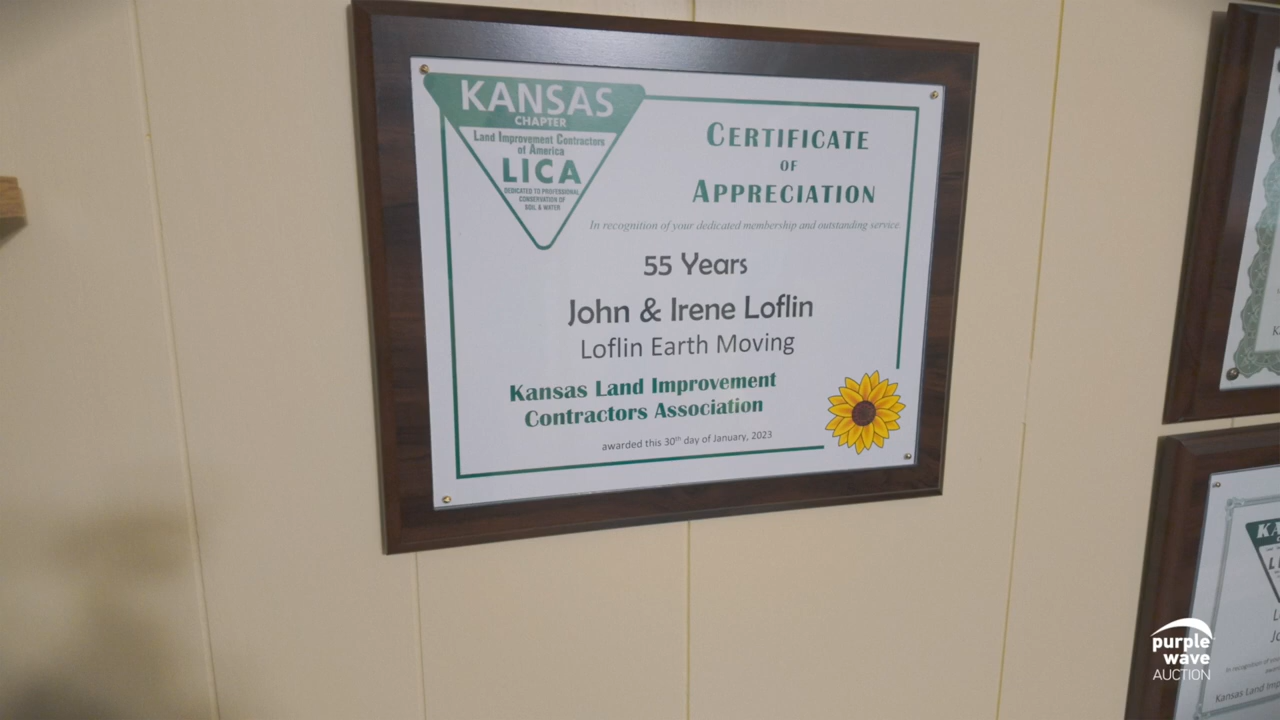 KANSAS
CHAPTER
Land Improvement Contractors
of America
LICA
DEDICATED TO PROFESSIONAL
CONSERVATION OF
SOIL & WATER
CERTIFICATE
OF
APPRECIATION
In recognition of your dedicated membership and outstanding service.
55 Years
John & Irene Loflin
Loflin Earth Moving
Kansas Land Improvement
Contractors Association
awarded this 30th day of January, 2023
Kansas Land
purple
wave
AUCTION